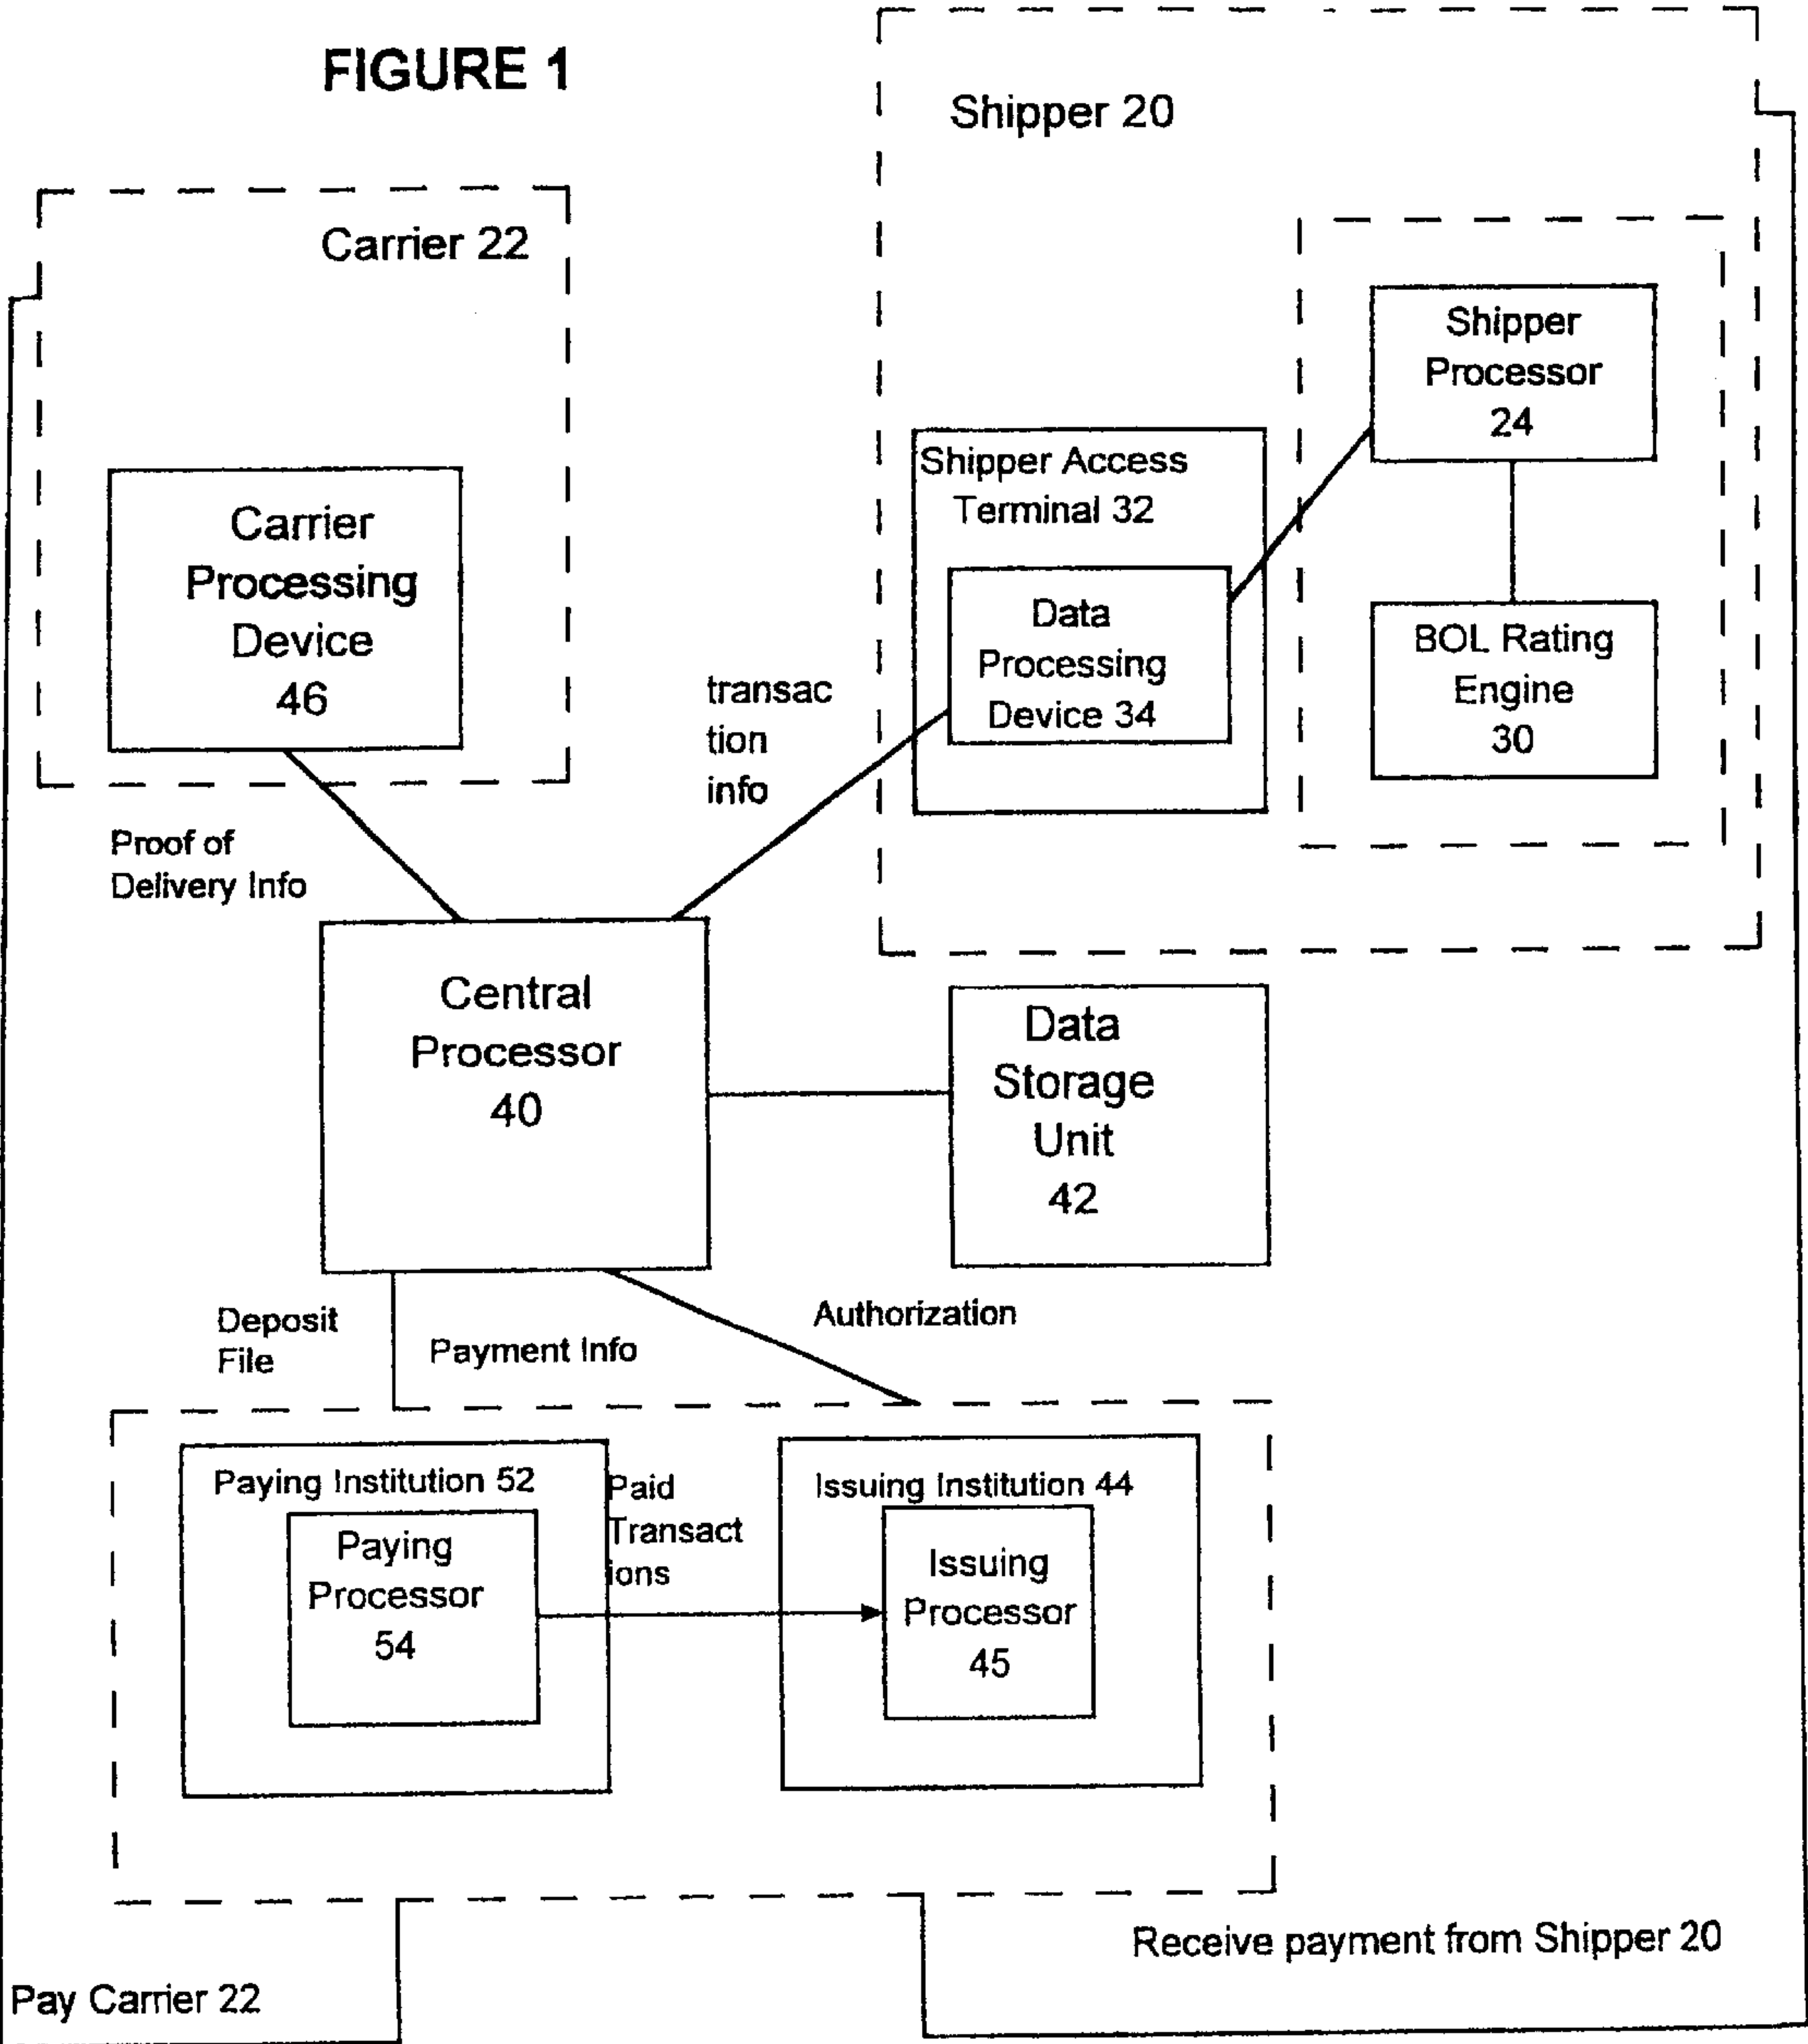 FIGURE 1
Shipper 20
Carrier 22
Shipper
Processor
24
Shipper Access
Terminal 32
Carrier
Processing
Device
46
Data
Processing
Device 34
BOL Rating
Engine
30
transac
tion
info
Proof of
Delivery Info
Central
Processor
40
Data
Storage
Unit
42
Deposit
File
Payment Info
Authorization
Paying Institution 52
Paid
Transact
ions
Issuing Institution 44
Paying
Processor
54
Issuing
Processor
45
Receive payment from Shipper 20
Pay Carrier 22